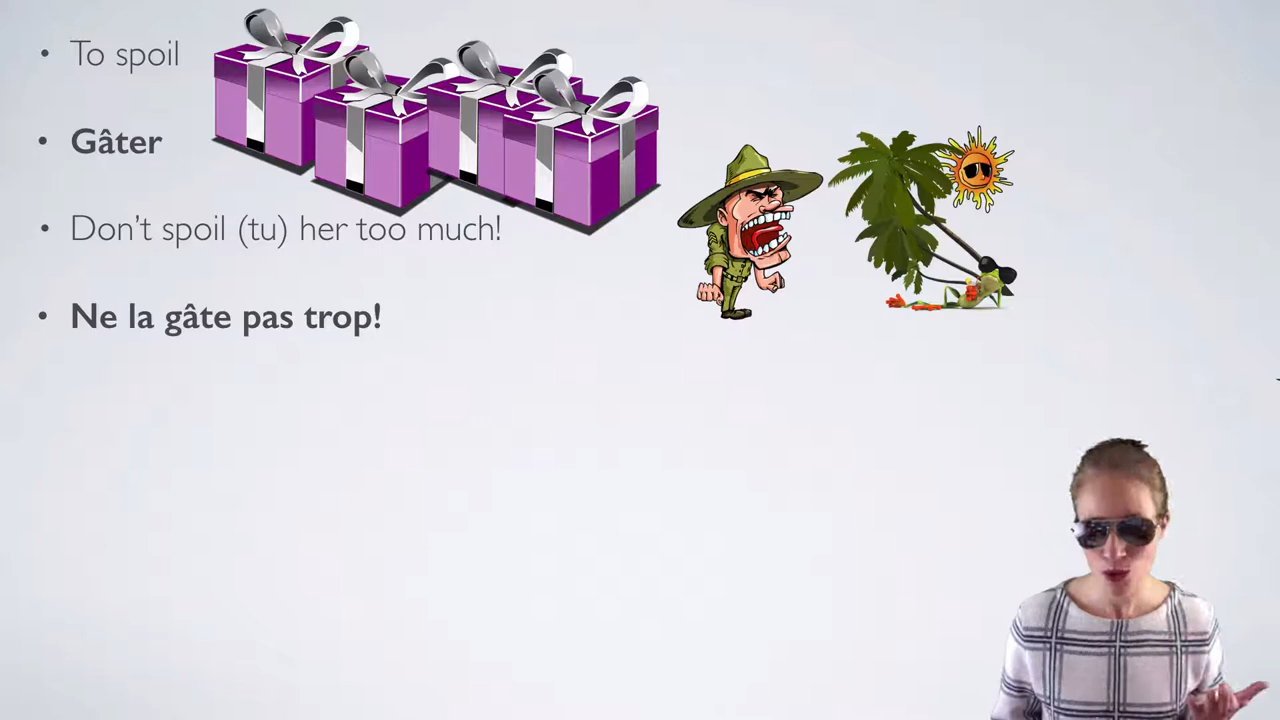 • To spoil
• Gâter
• Don't spoil (tu) her too much!
• Ne la gâte pas trop!